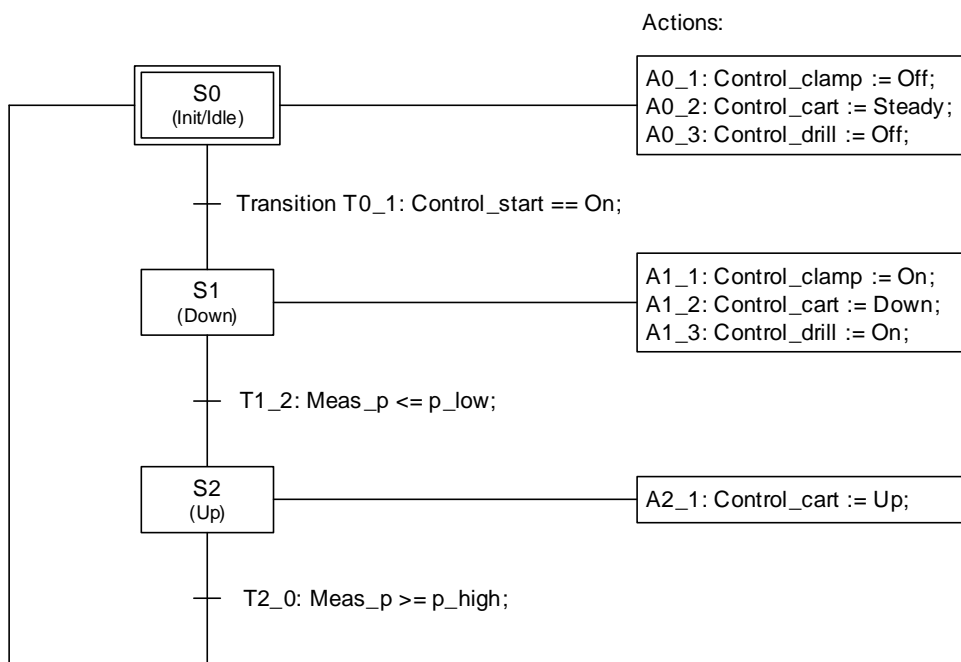 Actions:
S0
(Init/Idle)
A0_1: Control_clamp := Off;
A0_2: Control_cart := Steady;
A0_3: Control_drill := Off;
Transition T0_1: Control_start == On;
S1
(Down)
A1_1: Control_clamp := On;
A1_2: Control_cart := Down;
A1_3: Control_drill := On;
T1_2: Meas_p <= p_low;
S2
(Up)
A2_1: Control_cart := Up;
T2_0: Meas_p >= p_high;